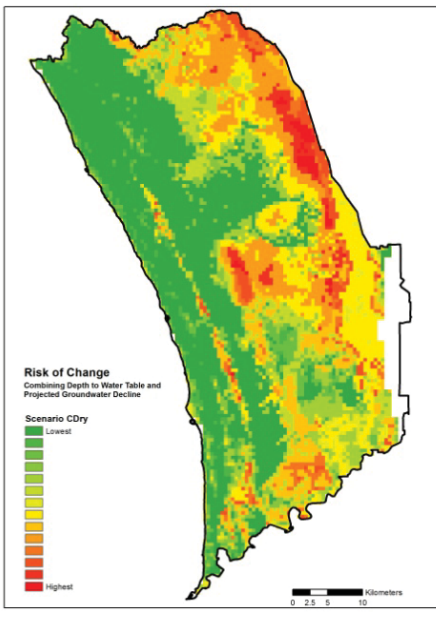 Risk of Change
Combining Depth to Water Table and
Projected Groundwater Decline
Scenario CDry
Lowest
Highest
Kilometers
0 2.5 5 10